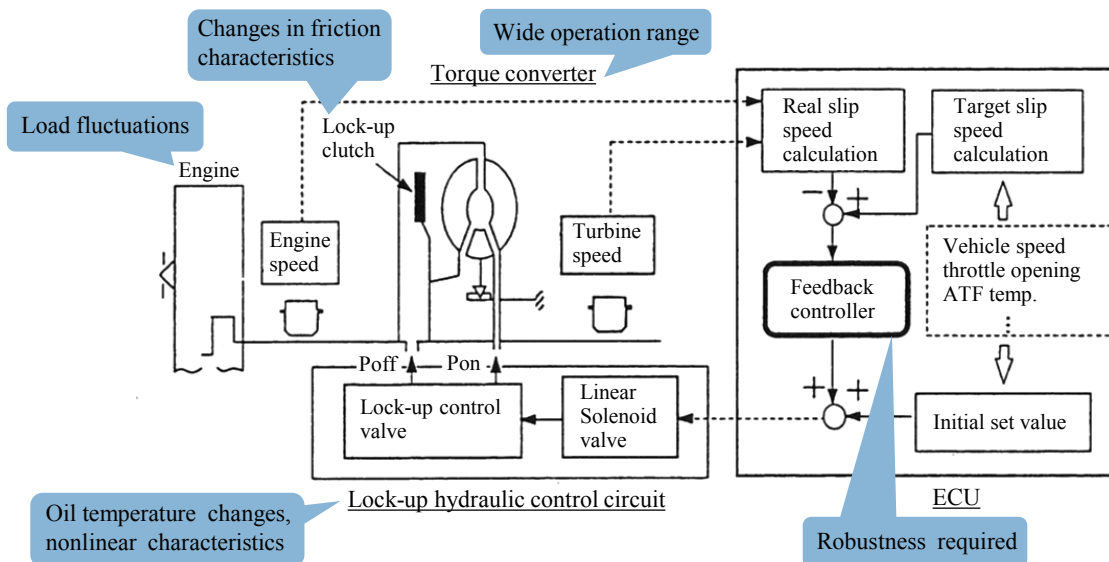 Changes in friction
characteristics
Wide operation range
Torque converter
Load fluctuations
Engine
Lock-up
clutch
Engine
speed
Turbine
speed
Real slip
speed
calculation
Target slip
speed
calculation
− +
Vehicle speed
throttle opening
ATF temp.
Feedback
controller
Poff Pon
Lock-up control
valve
Linear
Solenoid
valve
+ +
Initial set value
Lock-up hydraulic control circuit
ECU
Oil temperature changes,
nonlinear characteristics
Robustness required